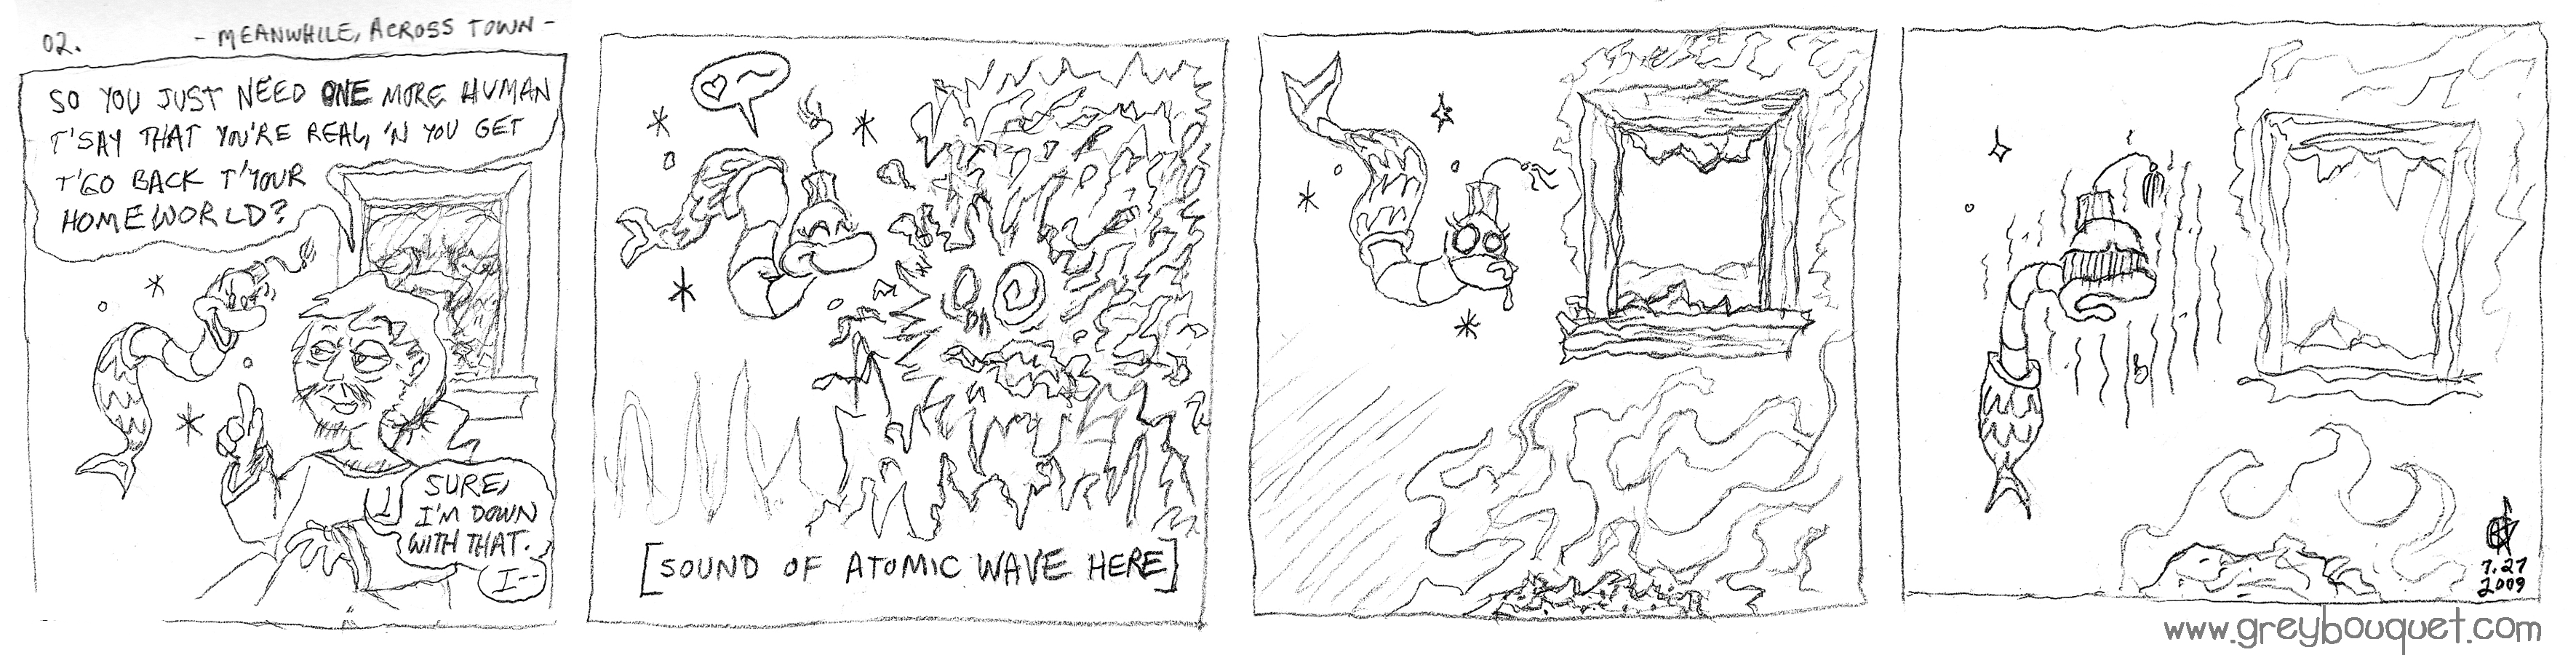 02.
- MEANWHILE, ACROSS TOWN -
SO YOU JUST NEED ONE MORE HUMAN
T'SAY THAT YOU'RE REAL, 'N YOU GET
T'GO BACK T'YOUR
HOMEWORLD?
SURE,
I'M DOWN
WITH THAT.
I--
[SOUND OF ATOMIC WAVE HERE]
7.27
2009
www.greybouquet.com